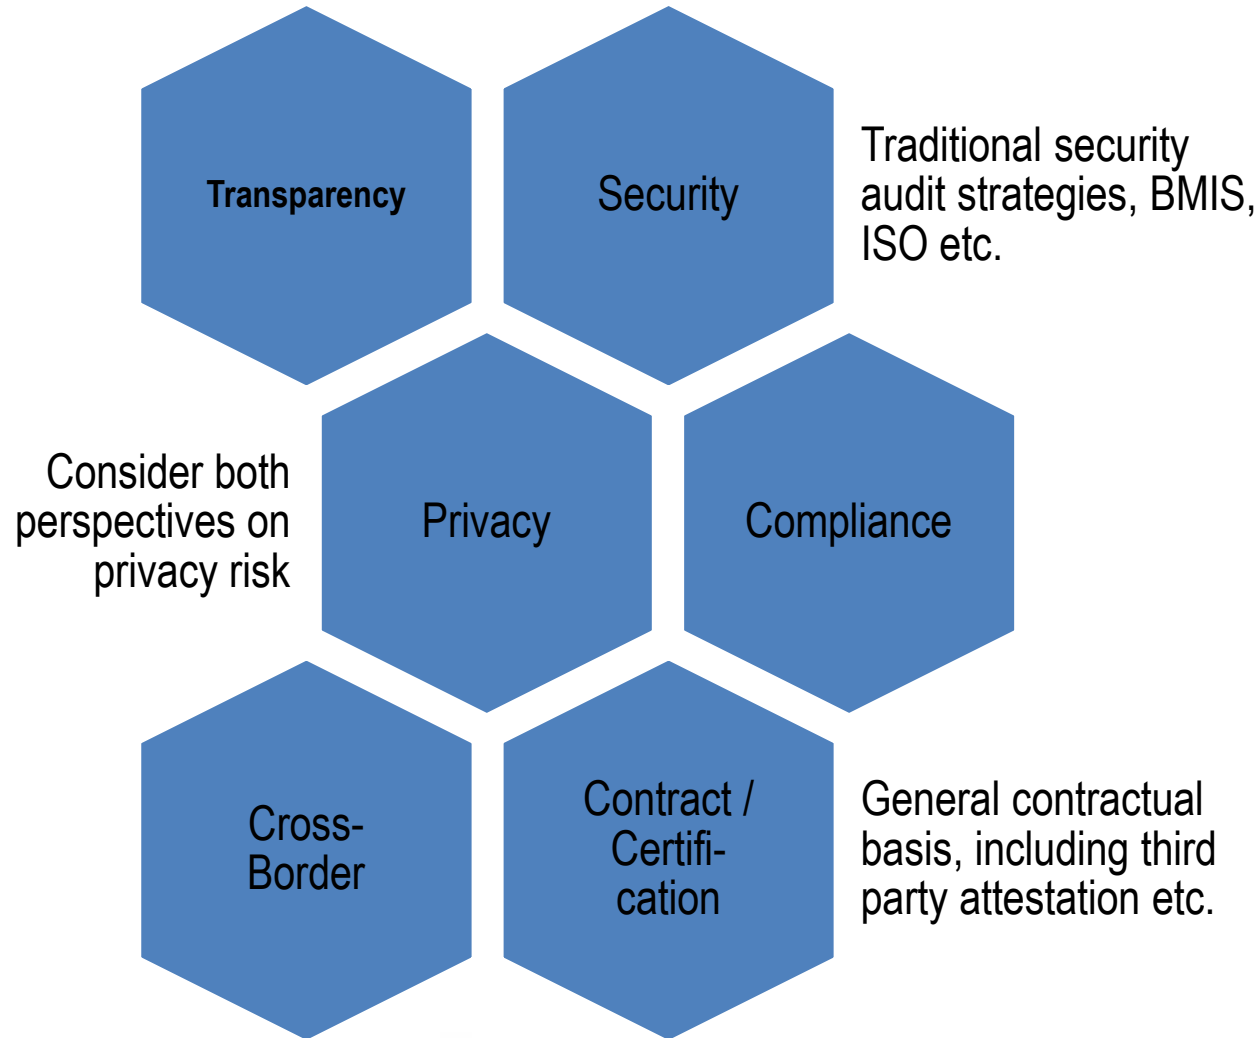 Transparency
Security
Traditional security
audit strategies, BMIS,
ISO etc.
Consider both
perspectives on
privacy risk
Privacy
Compliance
Cross-
Border
Contract /
Certifi-
cation
General contractual
basis, including third
party attestation etc.